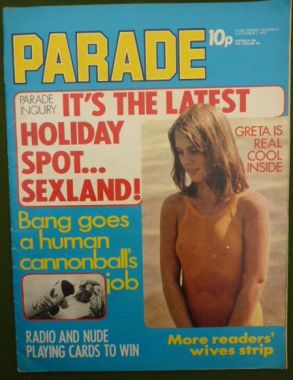 PARADE
10p
PARADE
INQUIRY
IT'S THE LATEST
HOLIDAY
SPOT...
SEXLAND!
GRETA IS
REAL
COOL
INSIDE
Bang goes
a human
cannonball's
job
RADIO AND NUDE
PLAYING CARDS TO WIN
More readers'
wives strip